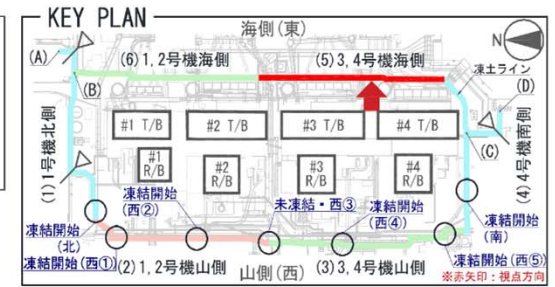 KEY PLAN
海側(東)
N
(A)
(6)1,2号機海側
(5)3,4号機海側
凍土ライン
(B)
(D)
#1 T/B
#2 T/B
#3 T/B
#4 T/B
(C)
(1)1号機北側
#1
R/B
#2
R/B
#3
R/B
#4
R/B
(4)4号機南側
凍結開始
(西②)
未凍結・西③
凍結開始
(西④)
凍結開始
(北)
凍結開始
(南)
凍結開始(西①)
(2)1,2号機山側
山側(西)
(3)3,4号機山側
凍結開始(西⑤)
※赤矢印:視点方向